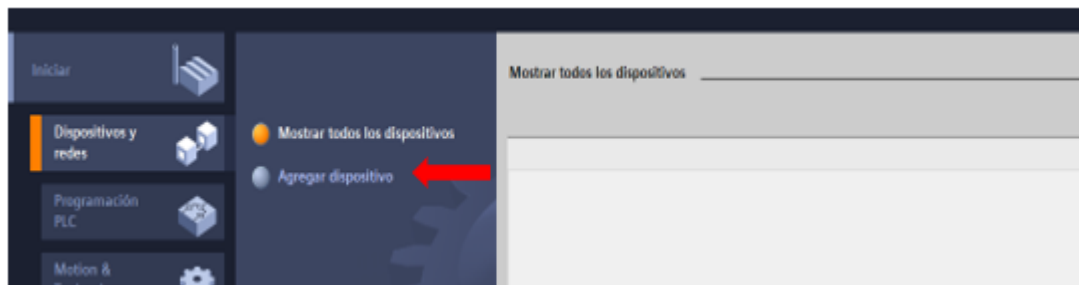 Iniciar
Dispositivos y
redes
Programación
PLC
Motion &
Mostrar todos los dispositivos
Agregar dispositivo
Mostrar todos los dispositivos